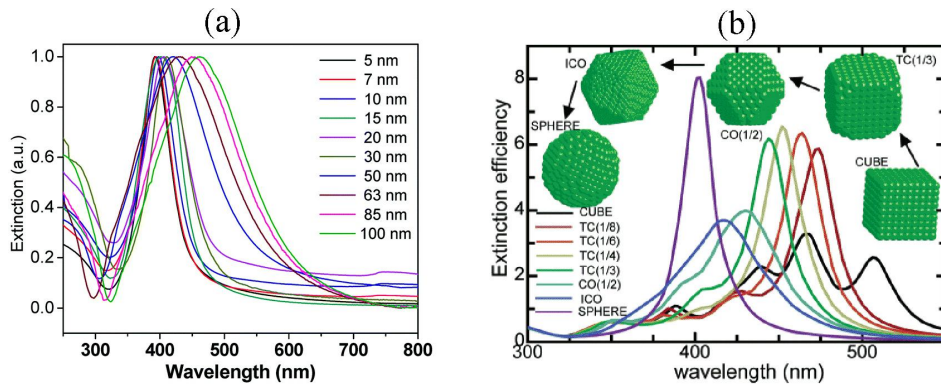 (a)
Extinction (a.u.)
1.0
0.8
0.6
0.4
0.2
0.0
5 nm
7 nm
10 nm
15 nm
20 nm
30 nm
50 nm
63 nm
85 nm
100 nm
300 400 500 600 700 800
Wavelength (nm)
(b)
Extinction efficiency
8
6
4
2
0
ICO
TC(1/3)
SPHERE
CO(1/2)
CUBE
CUBE
TC(1/8)
TC(1/6)
TC(1/4)
TC(1/3)
CO(1/2)
ICO
SPHERE
300 400 500
wavelength (nm)